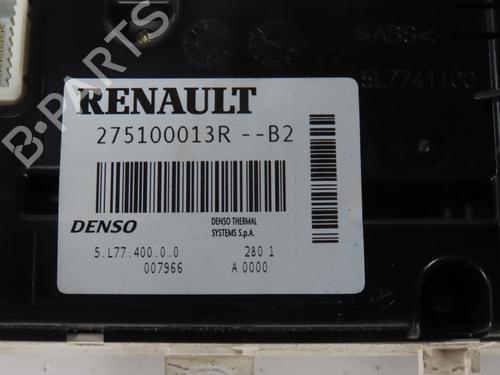 B-PARTS
>ABS<
5L7741100
RENAULT
275100013R --B2
DENSO
DENSO THERMAL
SYSTEMS S.p.A.
5.L77.400.0.0 280 1
007966 A 0000